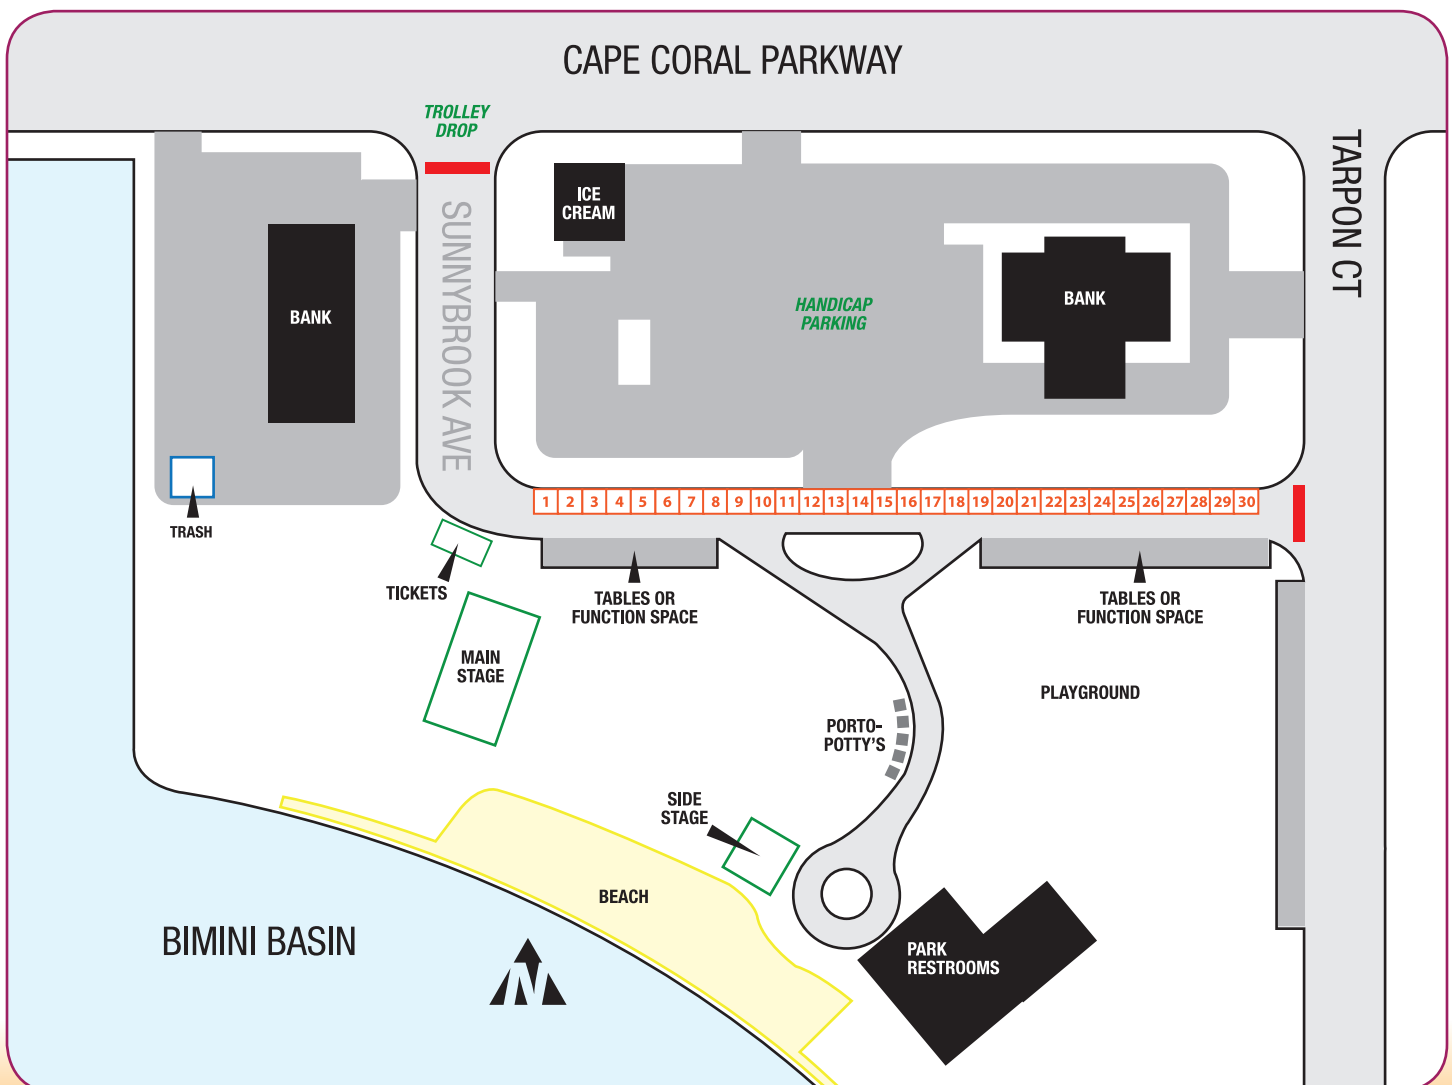 CAPE CORAL PARKWAY
TROLLEY
DROP
TARPON CT
ICE
CREAM
SUNNYBROOK AVE
BANK
HANDICAP
PARKING
BANK
1 2 3 4 5 6 7 8 9 10 11 12 13 14 15 16 17 18 19 20 21 22 23 24 25 26 27 28 29 30
TRASH
TICKETS
TABLES OR
FUNCTION SPACE
TABLES OR
FUNCTION SPACE
MAIN
STAGE
PLAYGROUND
PORTO-
POTTY'S
SIDE
STAGE
BEACH
BIMINI BASIN
PARK
RESTROOMS
N